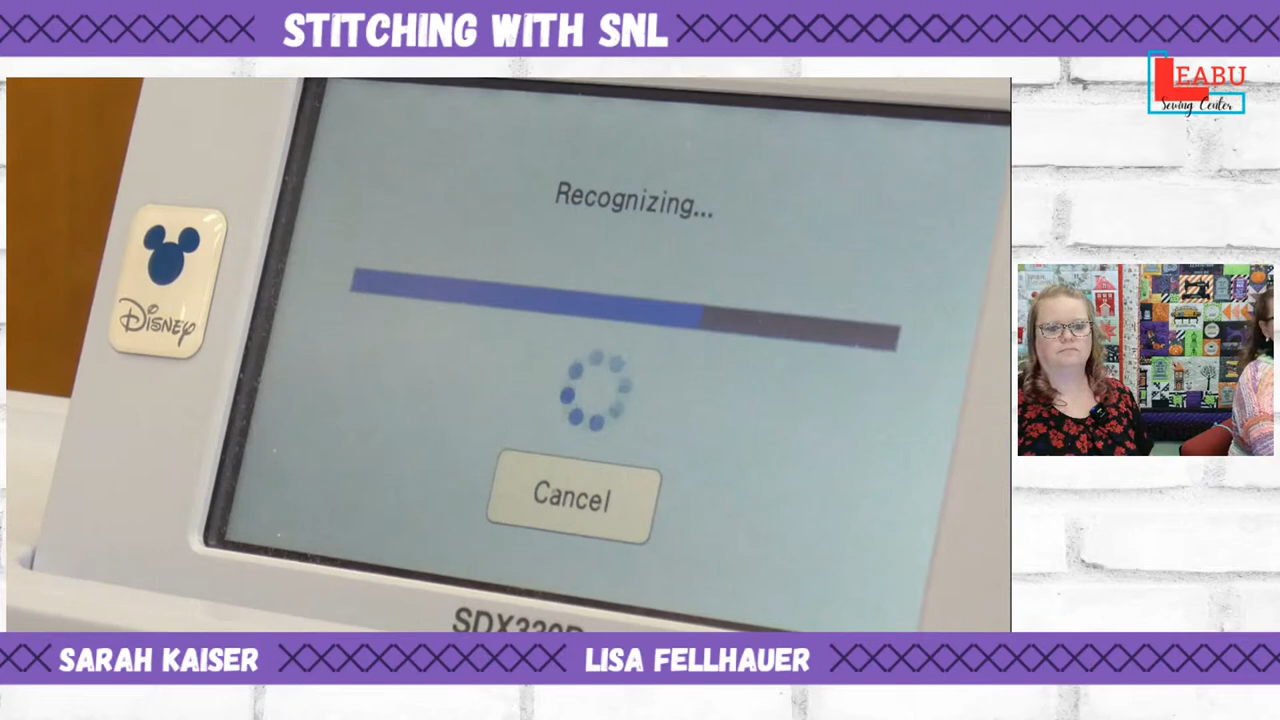 STITCHING WITH SNL
LEABU
Sewing Center
Recognizing...
Disney
Cancel
SARAH KAISER
LISA FELLHAUER